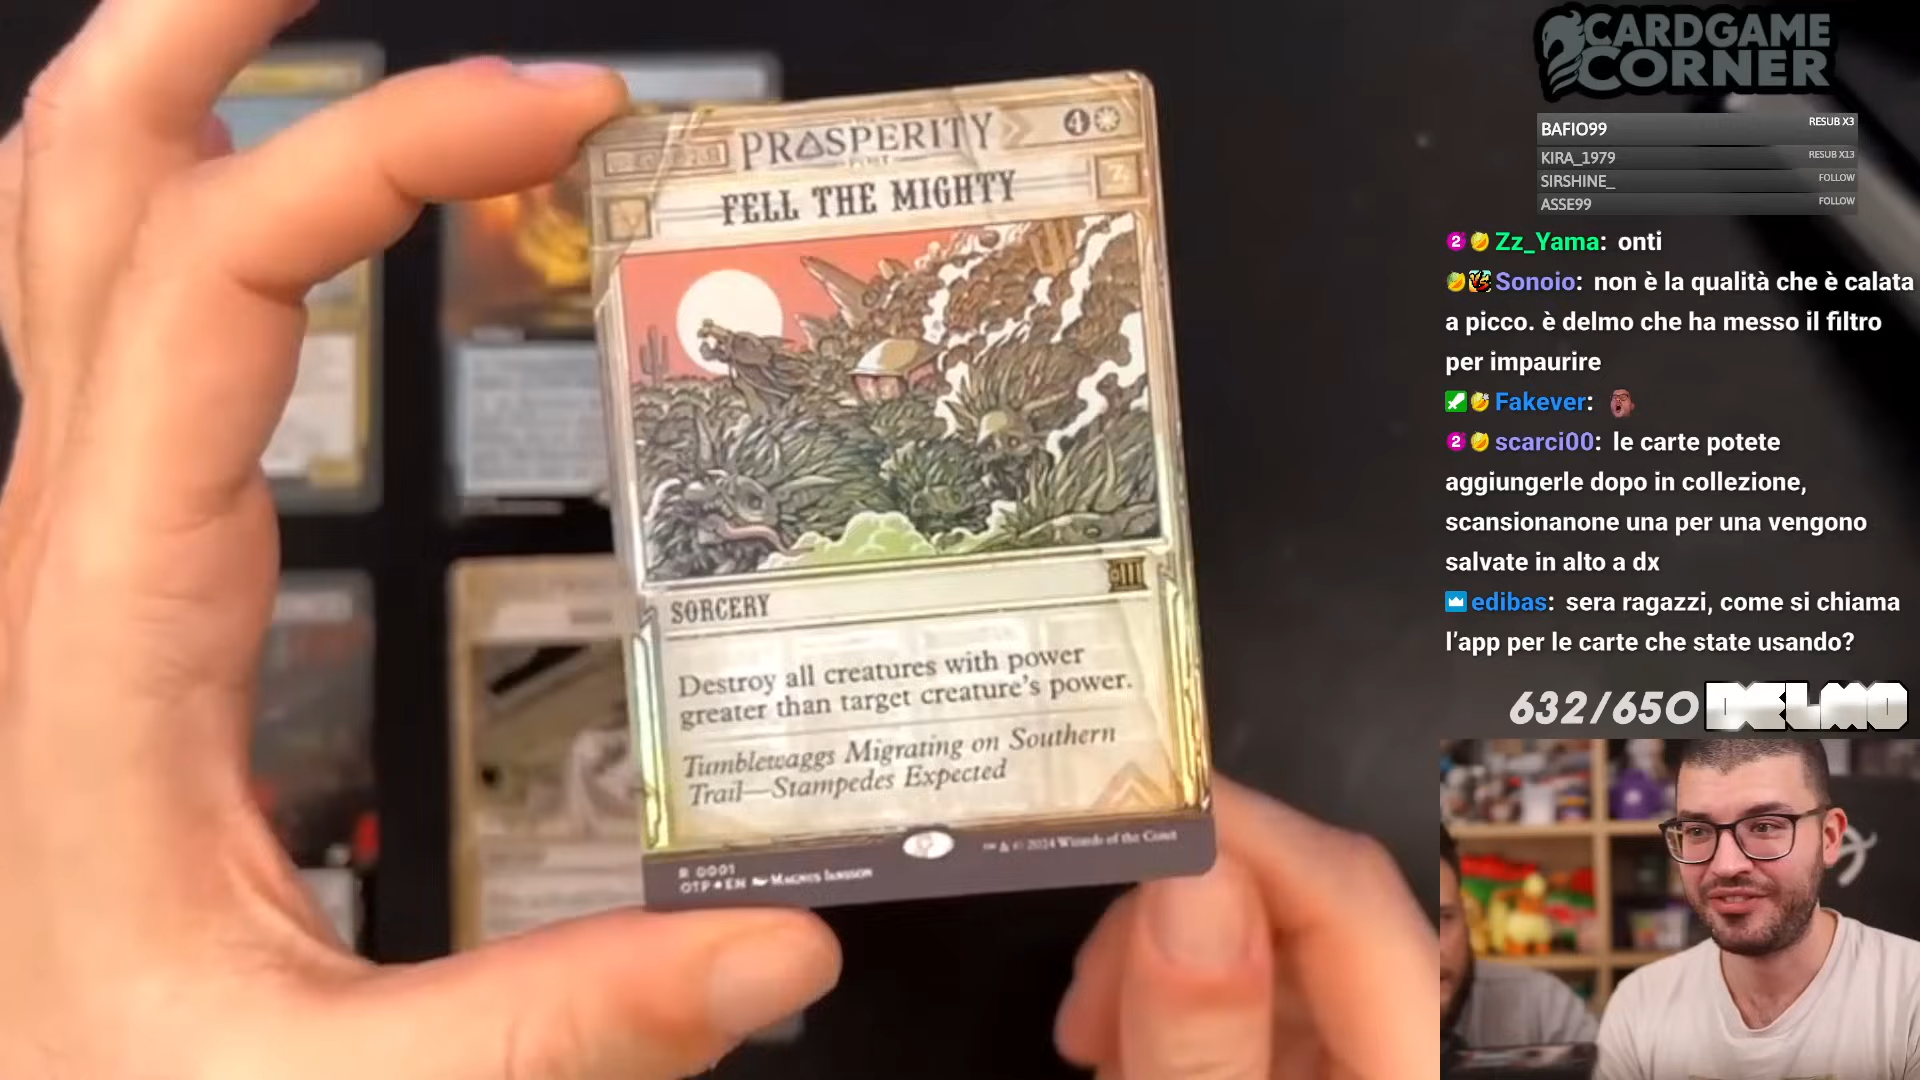 PROSPERITY
POST
4
FELL THE MIGHTY
SORCERY
Destroy all creatures with power
greater than target creature's power.
Tumblewaggs Migrating on Southern
Trail—Stampedes Expected
R 0001
OTP EN MAGNUS JANSSON
™ & © 2024 Wizards of the Coast
CARDGAME
CORNER
BAFIO99 RESUB X3
KIRA_1979 RESUB X13
SIRSHINE_ FOLLOW
ASSE99 FOLLOW
2 Zz_Yama: onti
Sonoio: non è la qualità che è calata
a picco. è delmo che ha messo il filtro
per impaurire
Fakever:
2 scarci00: le carte potete
aggiungerle dopo in collezione,
scansionanone una per una vengono
salvate in alto a dx
edibas: sera ragazzi, come si chiama
l'app per le carte che state usando?
632/650 DELMO